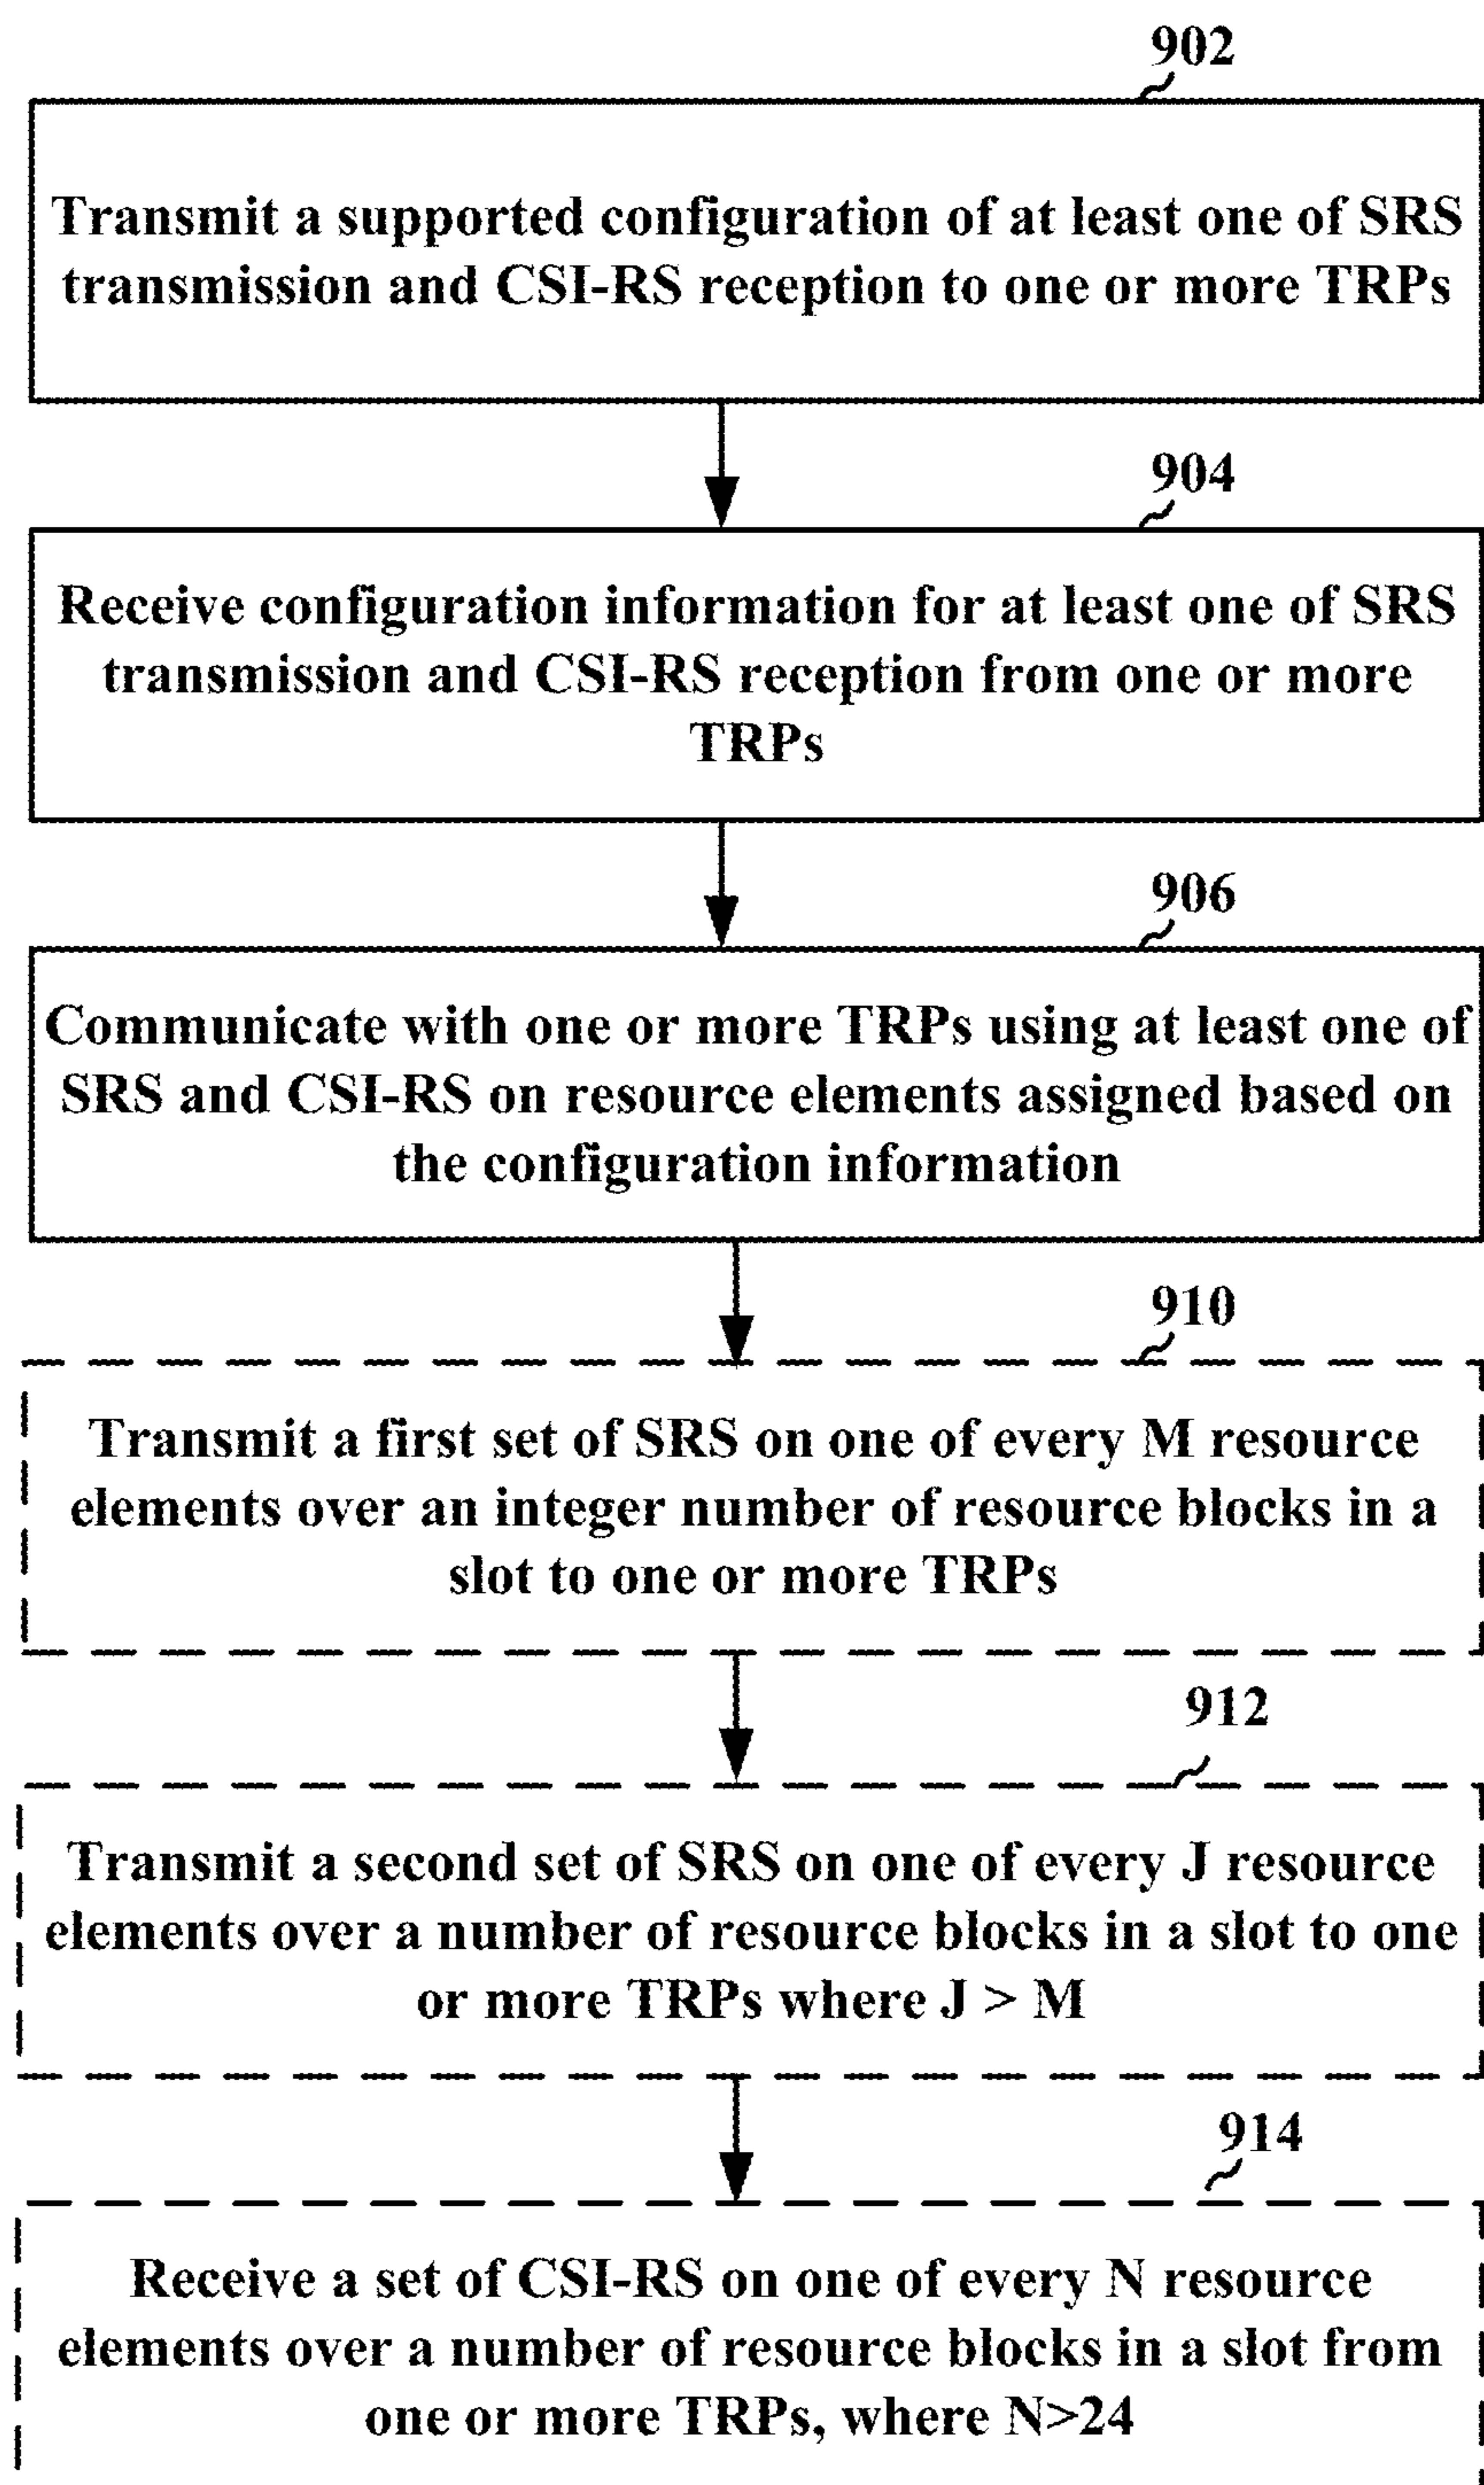 902
Transmit a supported configuration of at least one of SRS
transmission and CSI-RS reception to one or more TRPs
904
Receive configuration information for at least one of SRS
transmission and CSI-RS reception from one or more
TRPs
906
Communicate with one or more TRPs using at least one of
SRS and CSI-RS on resource elements assigned based on
the configuration information
910
Transmit a first set of SRS on one of every M resource
elements over an integer number of resource blocks in a
slot to one or more TRPs
912
Transmit a second set of SRS on one of every J resource
elements over a number of resource blocks in a slot to one
or more TRPs where J > M
914
Receive a set of CSI-RS on one of every N resource
elements over a number of resource blocks in a slot from
one or more TRPs, where N>24